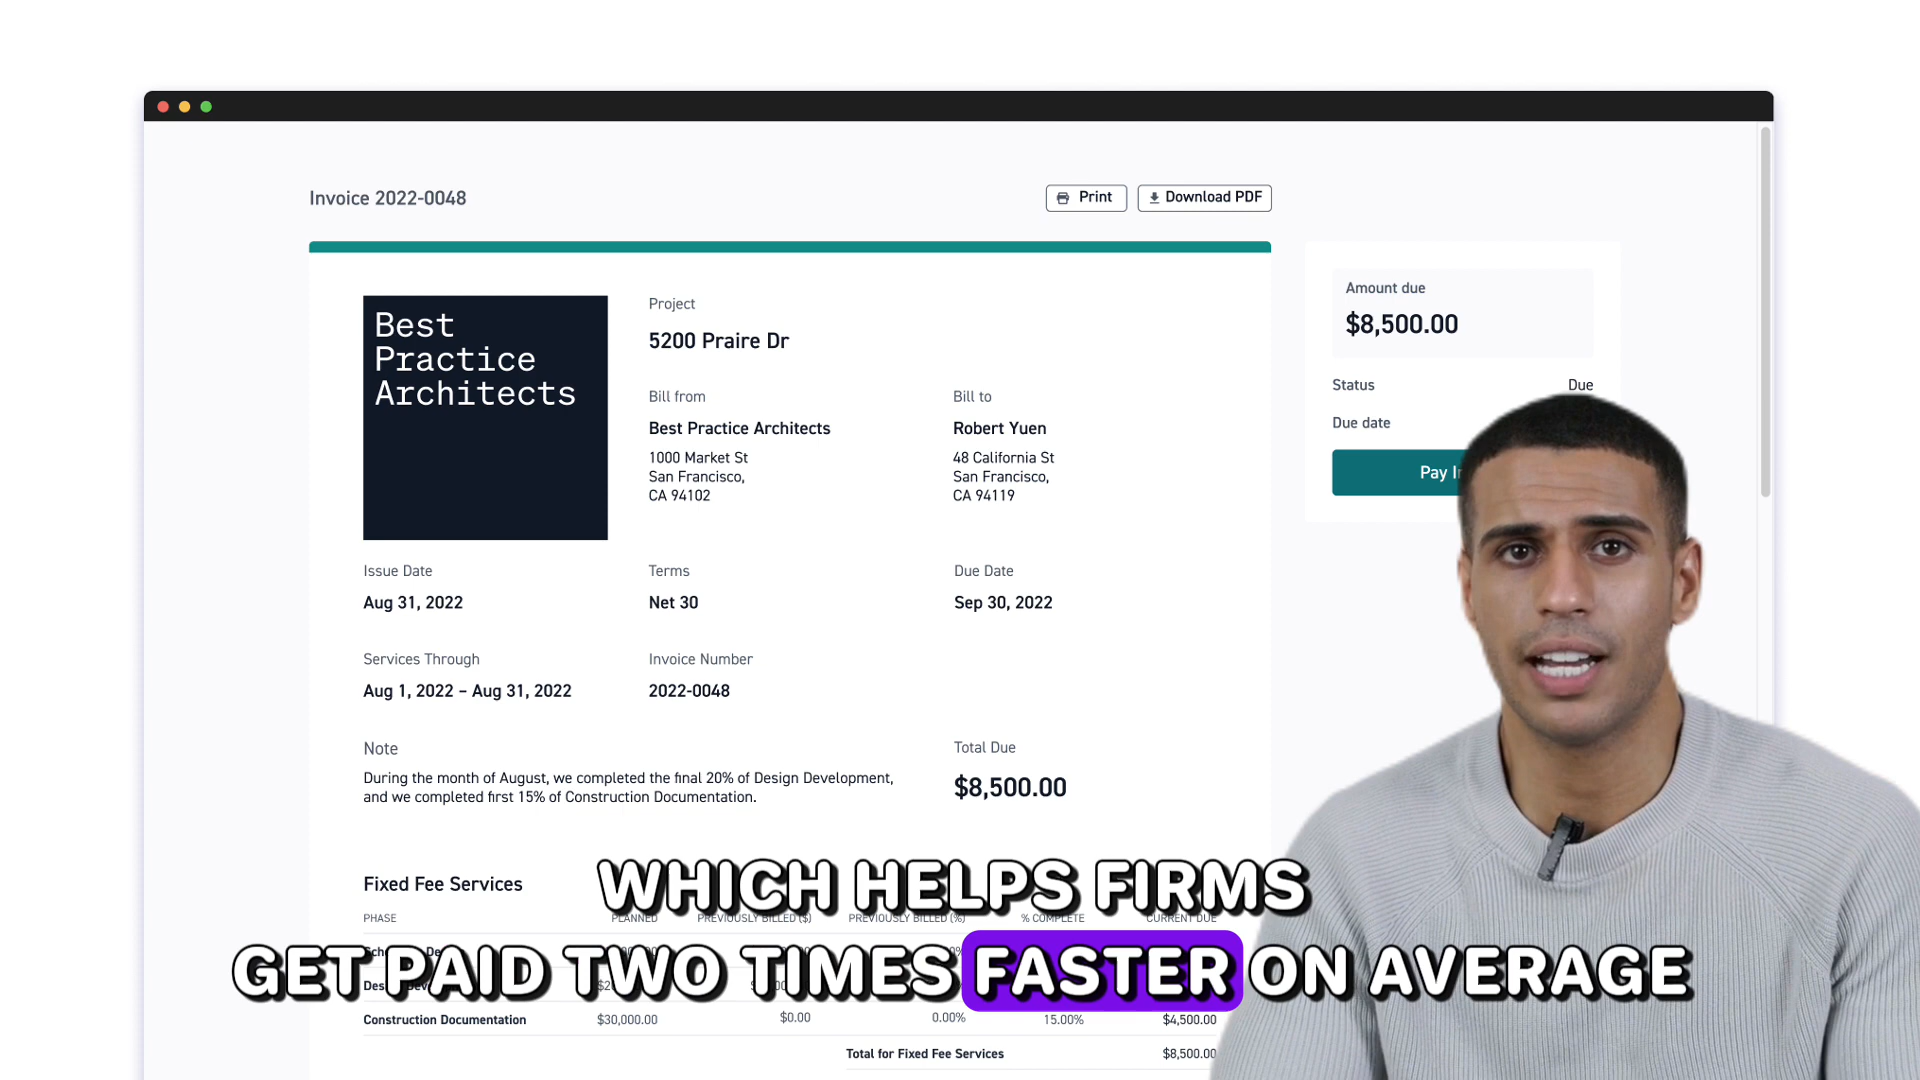 Invoice 2022-0048
Print
Download PDF
Best
Practice
Architects
Project
5200 Praire Dr
Bill from
Best Practice Architects
1000 Market St
San Francisco,
CA 94102
Bill to
Robert Yuen
48 California St
San Francisco,
CA 94119
Amount due
$8,500.00
Status Due
Due date
Pay
Issue Date
Aug 31, 2022
Terms
Net 30
Due Date
Sep 30, 2022
Services Through
Aug 1, 2022 – Aug 31, 2022
Invoice Number
2022-0048
Note
During the month of August, we completed the final 20% of Design Development,
and we completed first 15% of Construction Documentation.
Total Due
$8,500.00
Fixed Fee Services
PHASE PLANNED PREVIOUSLY BILLED ($) PREVIOUSLY BILLED (%) % COMPLETE CURRENT DUE
Construction Documentation $30,000.00 $0.00 0.00% 15.00% $4,500.00
Total for Fixed Fee Services $8,500.00
WHICH HELPS FIRMS
GET PAID TWO TIMES FASTER ON AVERAGE